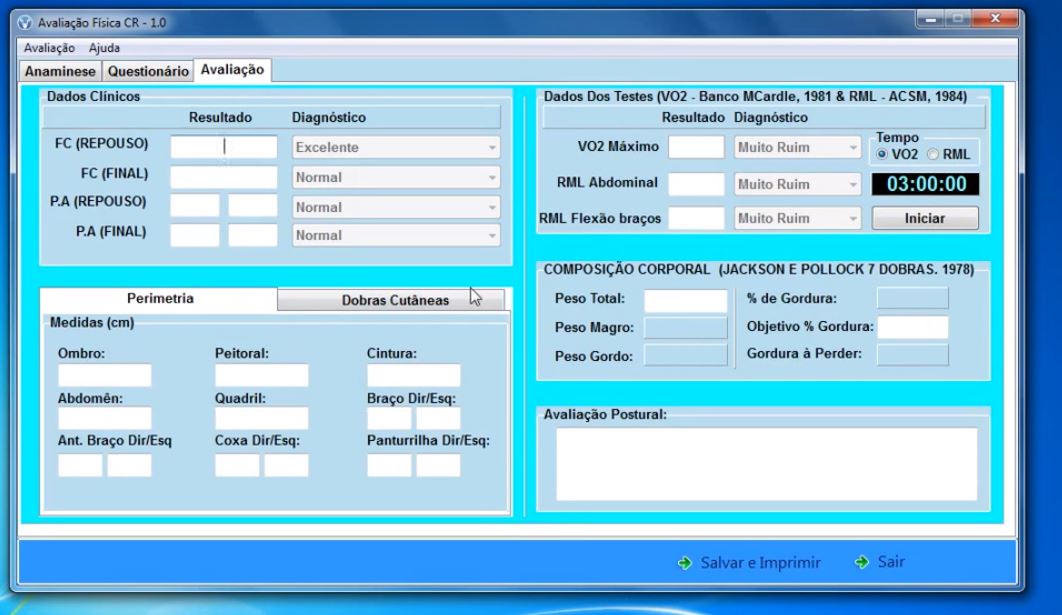 Avaliação Física CR - 1.0
Avaliação Ajuda
Anaminese Questionário Avaliação
Dados Clínicos
Resultado Diagnóstico
FC (REPOUSO) Excelente
FC (FINAL) Normal
P.A (REPOUSO) Normal
P.A (FINAL) Normal
Dados Dos Testes (VO2 - Banco MCardle, 1981 & RML - ACSM, 1984)
Resultado Diagnóstico
VO2 Máximo Muito Ruim
RML Abdominal Muito Ruim
RML Flexão braços Muito Ruim
Tempo
VO2 RML
03:00:00
Iniciar
Perimetria Dobras Cutâneas
Medidas (cm)
Ombro: Peitoral: Cintura:
Abdomên: Quadril: Braço Dir/Esq:
Ant. Braço Dir/Esq Coxa Dir/Esq: Panturrilha Dir/Esq:
COMPOSIÇÃO CORPORAL (JACKSON E POLLOCK 7 DOBRAS. 1978)
Peso Total: % de Gordura:
Peso Magro: Objetivo % Gordura:
Peso Gordo: Gordura à Perder:
Avaliação Postural:
Salvar e Imprimir Sair